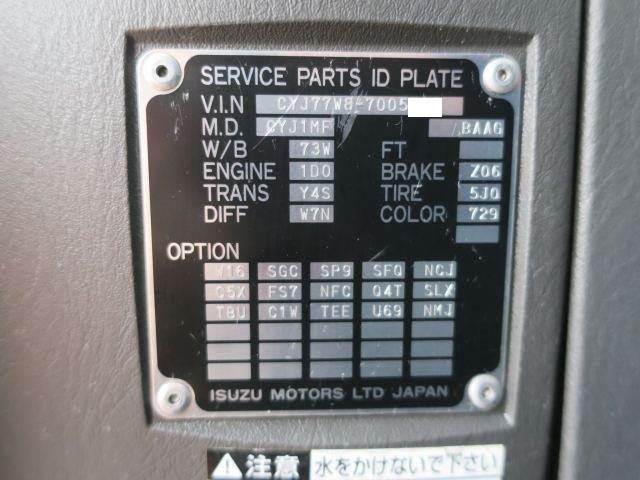 SERVICE PARTS ID PLATE
V.I.N CYJ77W8-7005
M.D. CYJ1MF BAAG
W/B 73W FT
ENGINE 1D0 BRAKE Z06
TRANS Y4S TIRE 5J0
DIFF W7N COLOR 729
OPTION
W16 SGC SP9 SFQ NCJ
C5X FS7 NFC Q4T SLX
TBU C1W TEE U69 NMJ
ISUZU MOTORS LTD JAPAN
注意 水をかけないで下さい